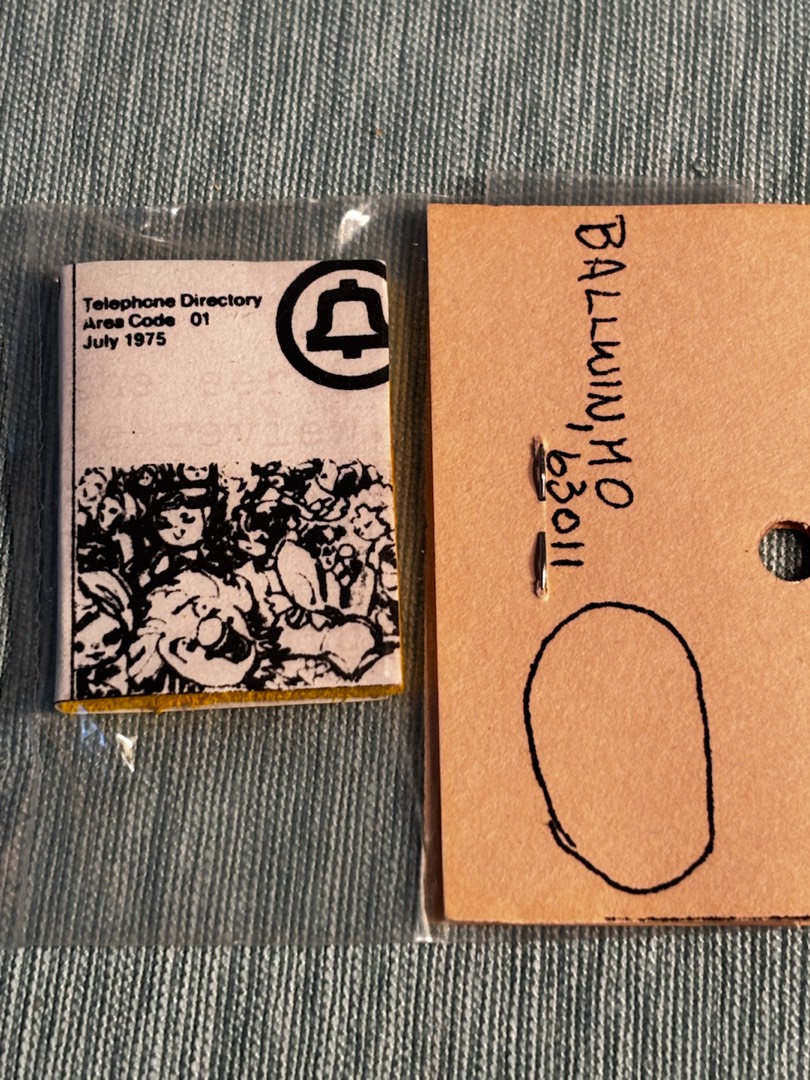 Telephone Directory
Area Code 01
July 1975
BALLWIN, MO
63011